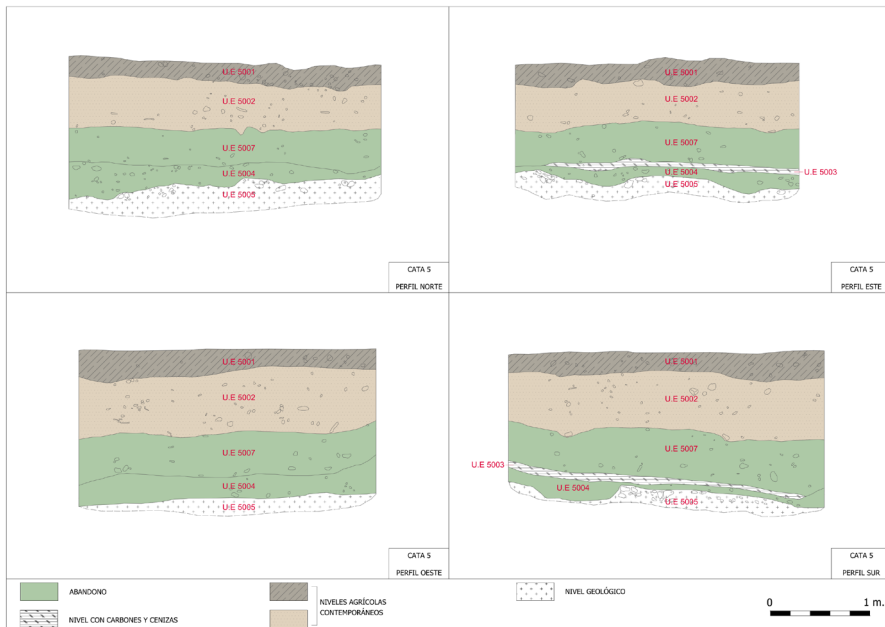 U.E 5001
U.E 5002
U.E 5007
U.E 5004
U.E 5005
CATA 5
PERFIL NORTE
U.E 5001
U.E 5002
U.E 5007
U.E 5004
U.E 5003
U.E 5005
CATA 5
PERFIL ESTE
U.E 5001
U.E 5002
U.E 5007
U.E 5004
U.E 5005
CATA 5
PERFIL OESTE
U.E 5001
U.E 5002
U.E 5007
U.E 5003
U.E 5004
U.E 5005
CATA 5
PERFIL SUR
ABANDONO
NIVEL CON CARBONES Y CENIZAS
NIVELES AGRÍCOLAS
CONTEMPORÁNEOS
NIVEL GEOLÓGICO
0 1 m.